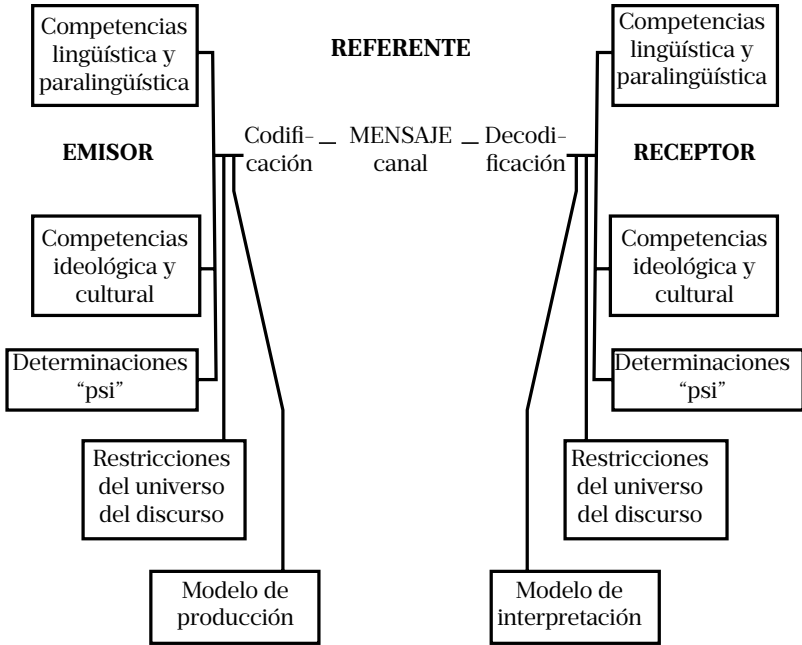 Competencias
lingüística y
paralingüística
REFERENTE
Competencias
lingüística y
paralingüística
EMISOR
Codifi-
cación
MENSAJE
canal
Decodi-
ficación
RECEPTOR
Competencias
ideológica y
cultural
Competencias
ideológica y
cultural
Determinaciones
“psi”
Determinaciones
“psi”
Restricciones
del universo
del discurso
Restricciones
del universo
del discurso
Modelo de
producción
Modelo de
interpretación